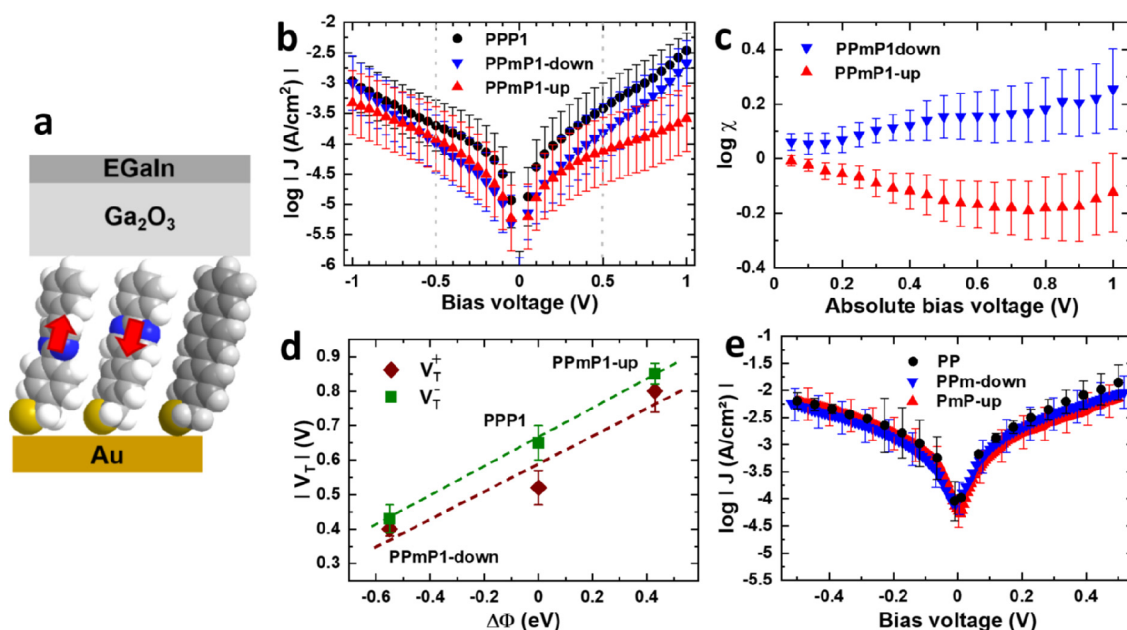 a
EGaIn
Ga₂O₃
Au
b
-2
-2.5
-3
-3.5
-4
-4.5
-5
-5.5
-6
log | J (A/cm²) |
PPP1
PPmP1-down
PPmP1-up
-1
-0.5
0
0.5
1
Bias voltage (V)
c
0.4
0.2
0
-0.2
-0.4
log χ
PPmP1down
PPmP1-up
0
0.2
0.4
0.6
0.8
1
Absolute bias voltage (V)
d
0.9
0.8
0.7
0.6
0.5
0.4
0.3
| V_T | (V)
V_T^+
V_T^-
PPmP1-up
PPP1
PPmP1-down
-0.6
-0.4
-0.2
0
0.2
0.4
ΔΦ (eV)
e
-1
-1.5
-2
-2.5
-3
-3.5
-4
-4.5
-5
-5.5
log | J (A/cm²) |
PP
PPm-down
PmP-up
-0.4
-0.2
0
0.2
0.4
Bias voltage (V)